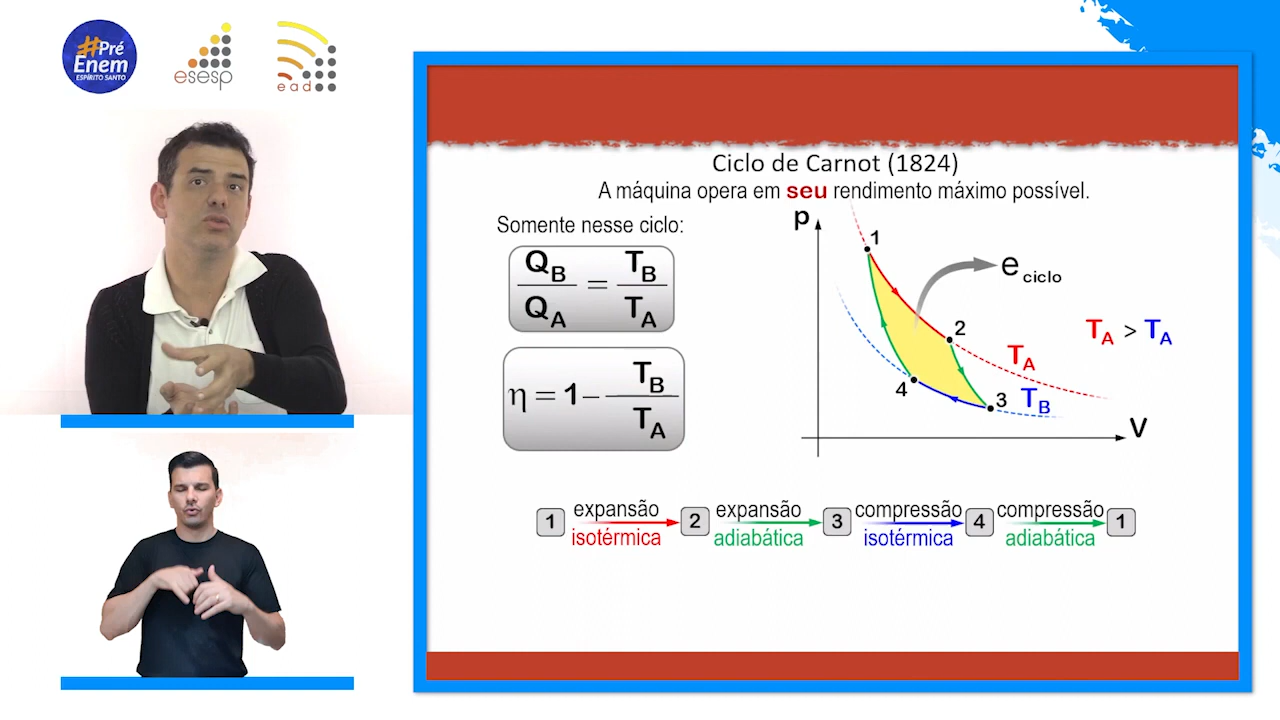 #Pré
Enem
ESPÍRITO SANTO
esesp
ead
Ciclo de Carnot (1824)
A máquina opera em seu rendimento máximo possível.
Somente nesse ciclo:
Q_B / Q_A = T_B / T_A
η = 1 – T_B / T_A
p
1
e ciclo
2
T_A > T_A
T_A
4
3
T_B
V
1 expansão isotérmica 2 expansão adiabática 3 compressão isotérmica 4 compressão adiabática 1